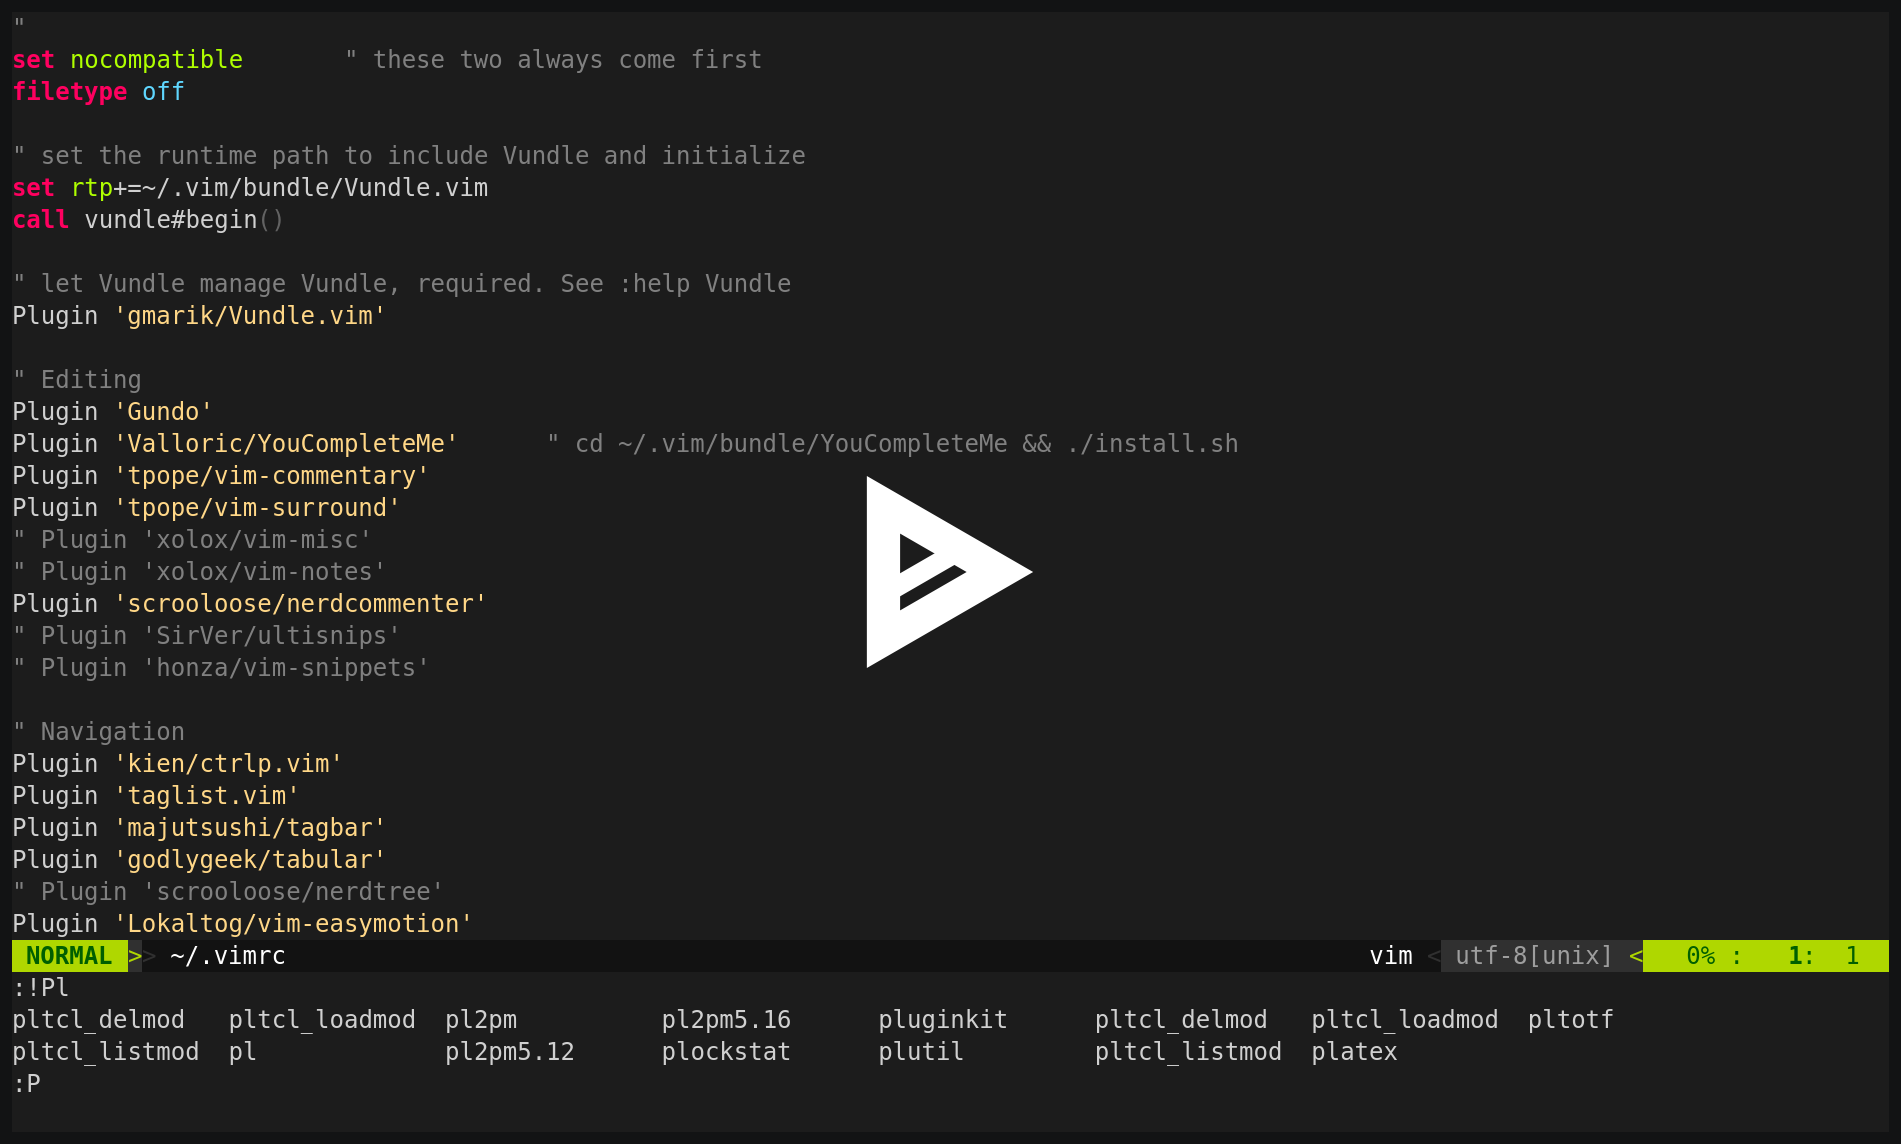 "
set nocompatible       " these two always come first
filetype off
" set the runtime path to include Vundle and initialize
set rtp+=~/.vim/bundle/Vundle.vim
call vundle#begin()
" let Vundle manage Vundle, required. See :help Vundle
Plugin 'gmarik/Vundle.vim'
" Editing
Plugin 'Gundo'
Plugin 'Valloric/YouCompleteMe'      " cd ~/.vim/bundle/YouCompleteMe && ./install.sh
Plugin 'tpope/vim-commentary'
Plugin 'tpope/vim-surround'
" Plugin 'xolox/vim-misc'
" Plugin 'xolox/vim-notes'
Plugin 'scrooloose/nerdcommenter'
" Plugin 'SirVer/ultisnips'
" Plugin 'honza/vim-snippets'
" Navigation
Plugin 'kien/ctrlp.vim'
Plugin 'taglist.vim'
Plugin 'majutsushi/tagbar'
Plugin 'godlygeek/tabular'
" Plugin 'scrooloose/nerdtree'
Plugin 'Lokaltog/vim-easymotion'
NORMAL >> ~/.vimrc vim < utf-8[unix] < 0% : 1: 1
:!Pl
pltcl_delmod   pltcl_loadmod  pl2pm          pl2pm5.16      pluginkit      pltcl_delmod   pltcl_loadmod  pltotf
pltcl_listmod  pl             pl2pm5.12      plockstat      plutil         pltcl_listmod  platex
:P